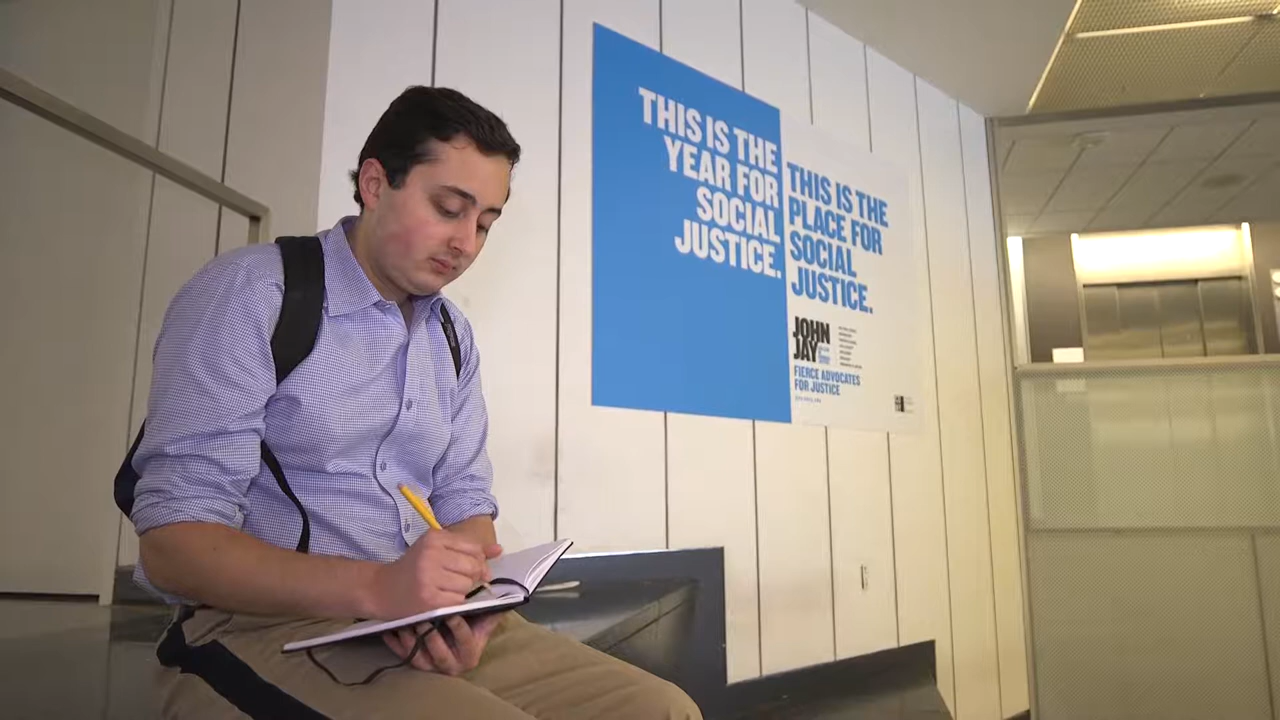 THIS IS THE
YEAR FOR
SOCIAL
JUSTICE.
THIS IS THE
PLACE FOR
SOCIAL
JUSTICE.
JOHN
JAY
FIERCE ADVOCATES
FOR JUSTICE